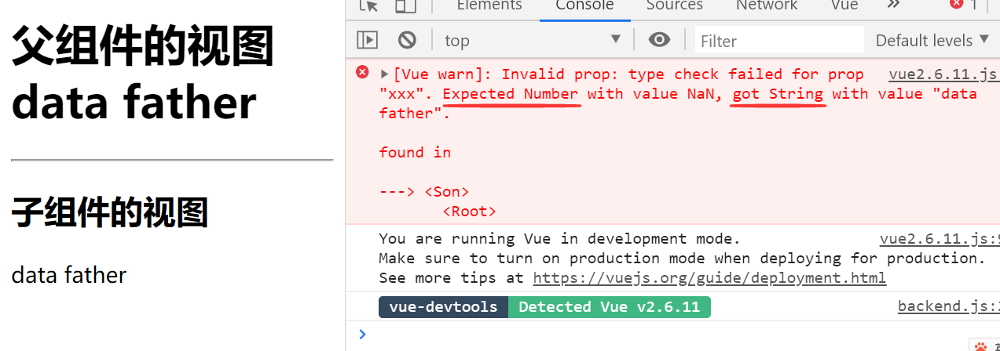 父组件的视图
data father
子组件的视图
data father
Elements Console Sources Network Vue » 1
top Filter Default levels ▼
[Vue warn]: Invalid prop: type check failed for prop vue2.6.11.js:
"xxx". Expected Number with value NaN, got String with value "data
father".
found in
---> <Son>
<Root>
You are running Vue in development mode. vue2.6.11.js:9
Make sure to turn on production mode when deploying for production.
See more tips at https://vuejs.org/guide/deployment.html
vue-devtools Detected Vue v2.6.11 backend.js:2